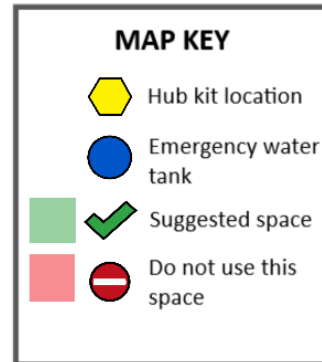 MAP KEY
Hub kit location
Emergency water
tank
Suggested space
Do not use this
space